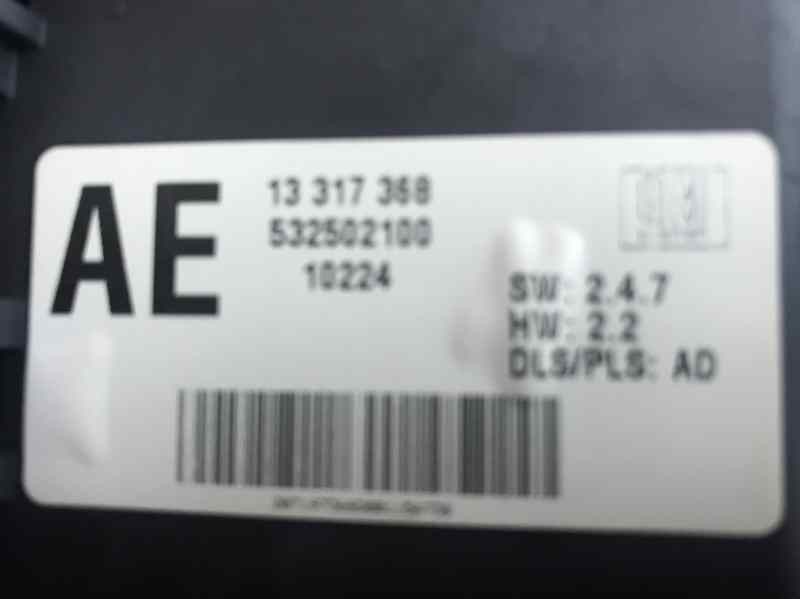 AE
13 317 368
532502100
10224
SW: 2.4.7
HW: 2.2
DLS/PLS: AD